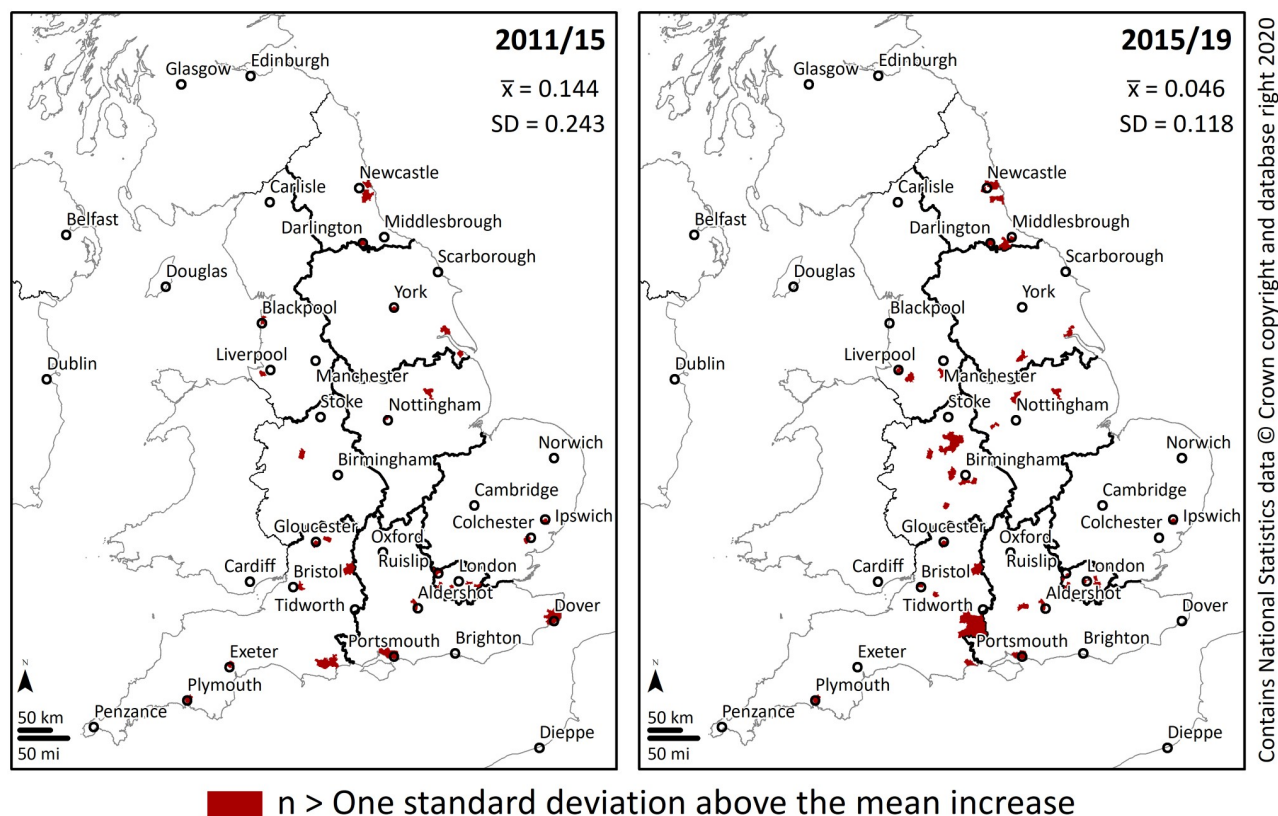 2011/15
x̅ = 0.144
SD = 0.243
Edinburgh
Glasgow
Newcastle
Carlisle
Belfast
Middlesbrough
Darlington
Scarborough
Douglas
York
Blackpool
Liverpool
Dublin
Manchester
Stoke
Nottingham
Norwich
Birmingham
Cambridge
Ipswich
Colchester
Gloucester
Oxford
Ruislip
London
Cardiff
Bristol
Aldershot
Tidworth
Dover
Portsmouth
Brighton
Exeter
Plymouth
Penzance
Dieppe
N
50 km
50 mi
2015/19
x̅ = 0.046
SD = 0.118
Edinburgh
Glasgow
Newcastle
Carlisle
Belfast
Middlesbrough
Darlington
Scarborough
Douglas
York
Blackpool
Liverpool
Dublin
Manchester
Stoke
Nottingham
Norwich
Birmingham
Cambridge
Ipswich
Colchester
Gloucester
Oxford
Ruislip
London
Cardiff
Bristol
Aldershot
Tidworth
Dover
Portsmouth
Brighton
Exeter
Plymouth
Penzance
Dieppe
N
50 km
50 mi
Contains National Statistics data © Crown copyright and database right 2020
n > One standard deviation above the mean increase